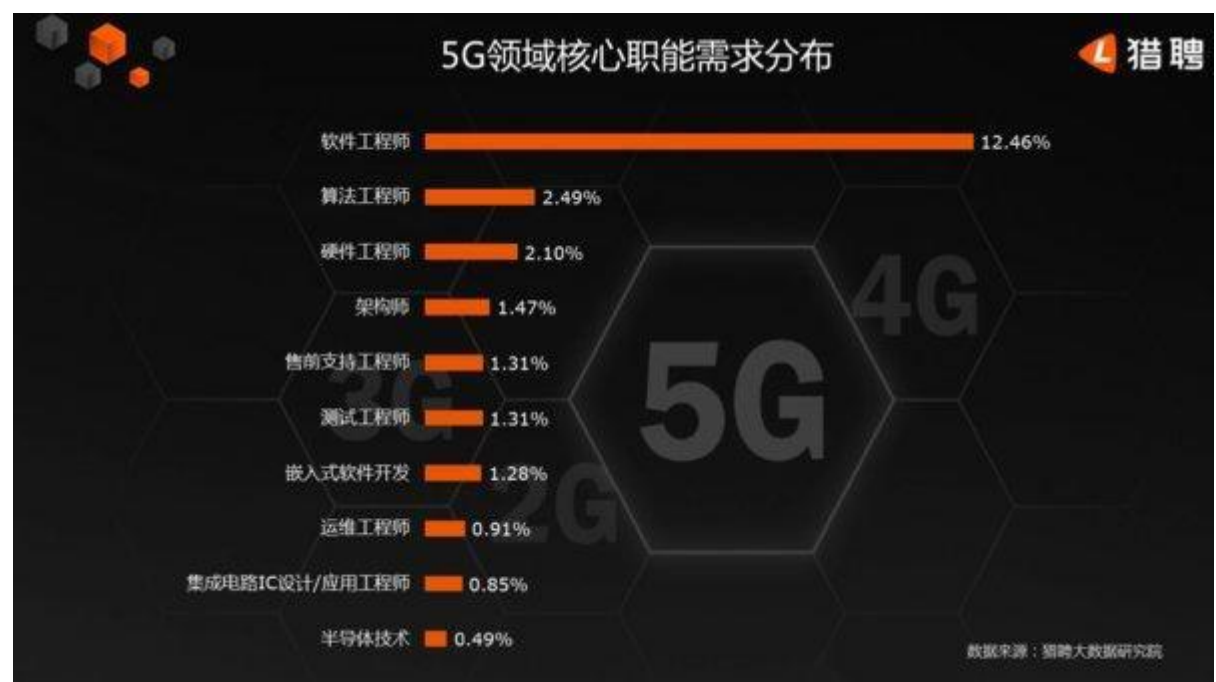 5G领域核心职能需求分布
猎聘
软件工程师 12.46%
算法工程师 2.49%
硬件工程师 2.10%
架构师 1.47%
售前支持工程师 1.31%
测试工程师 1.31%
嵌入式软件开发 1.28%
运维工程师 0.91%
集成电路IC设计/应用工程师 0.85%
半导体技术 0.49%
3G
2G
5G
4G
数据来源：猎聘大数据研究院